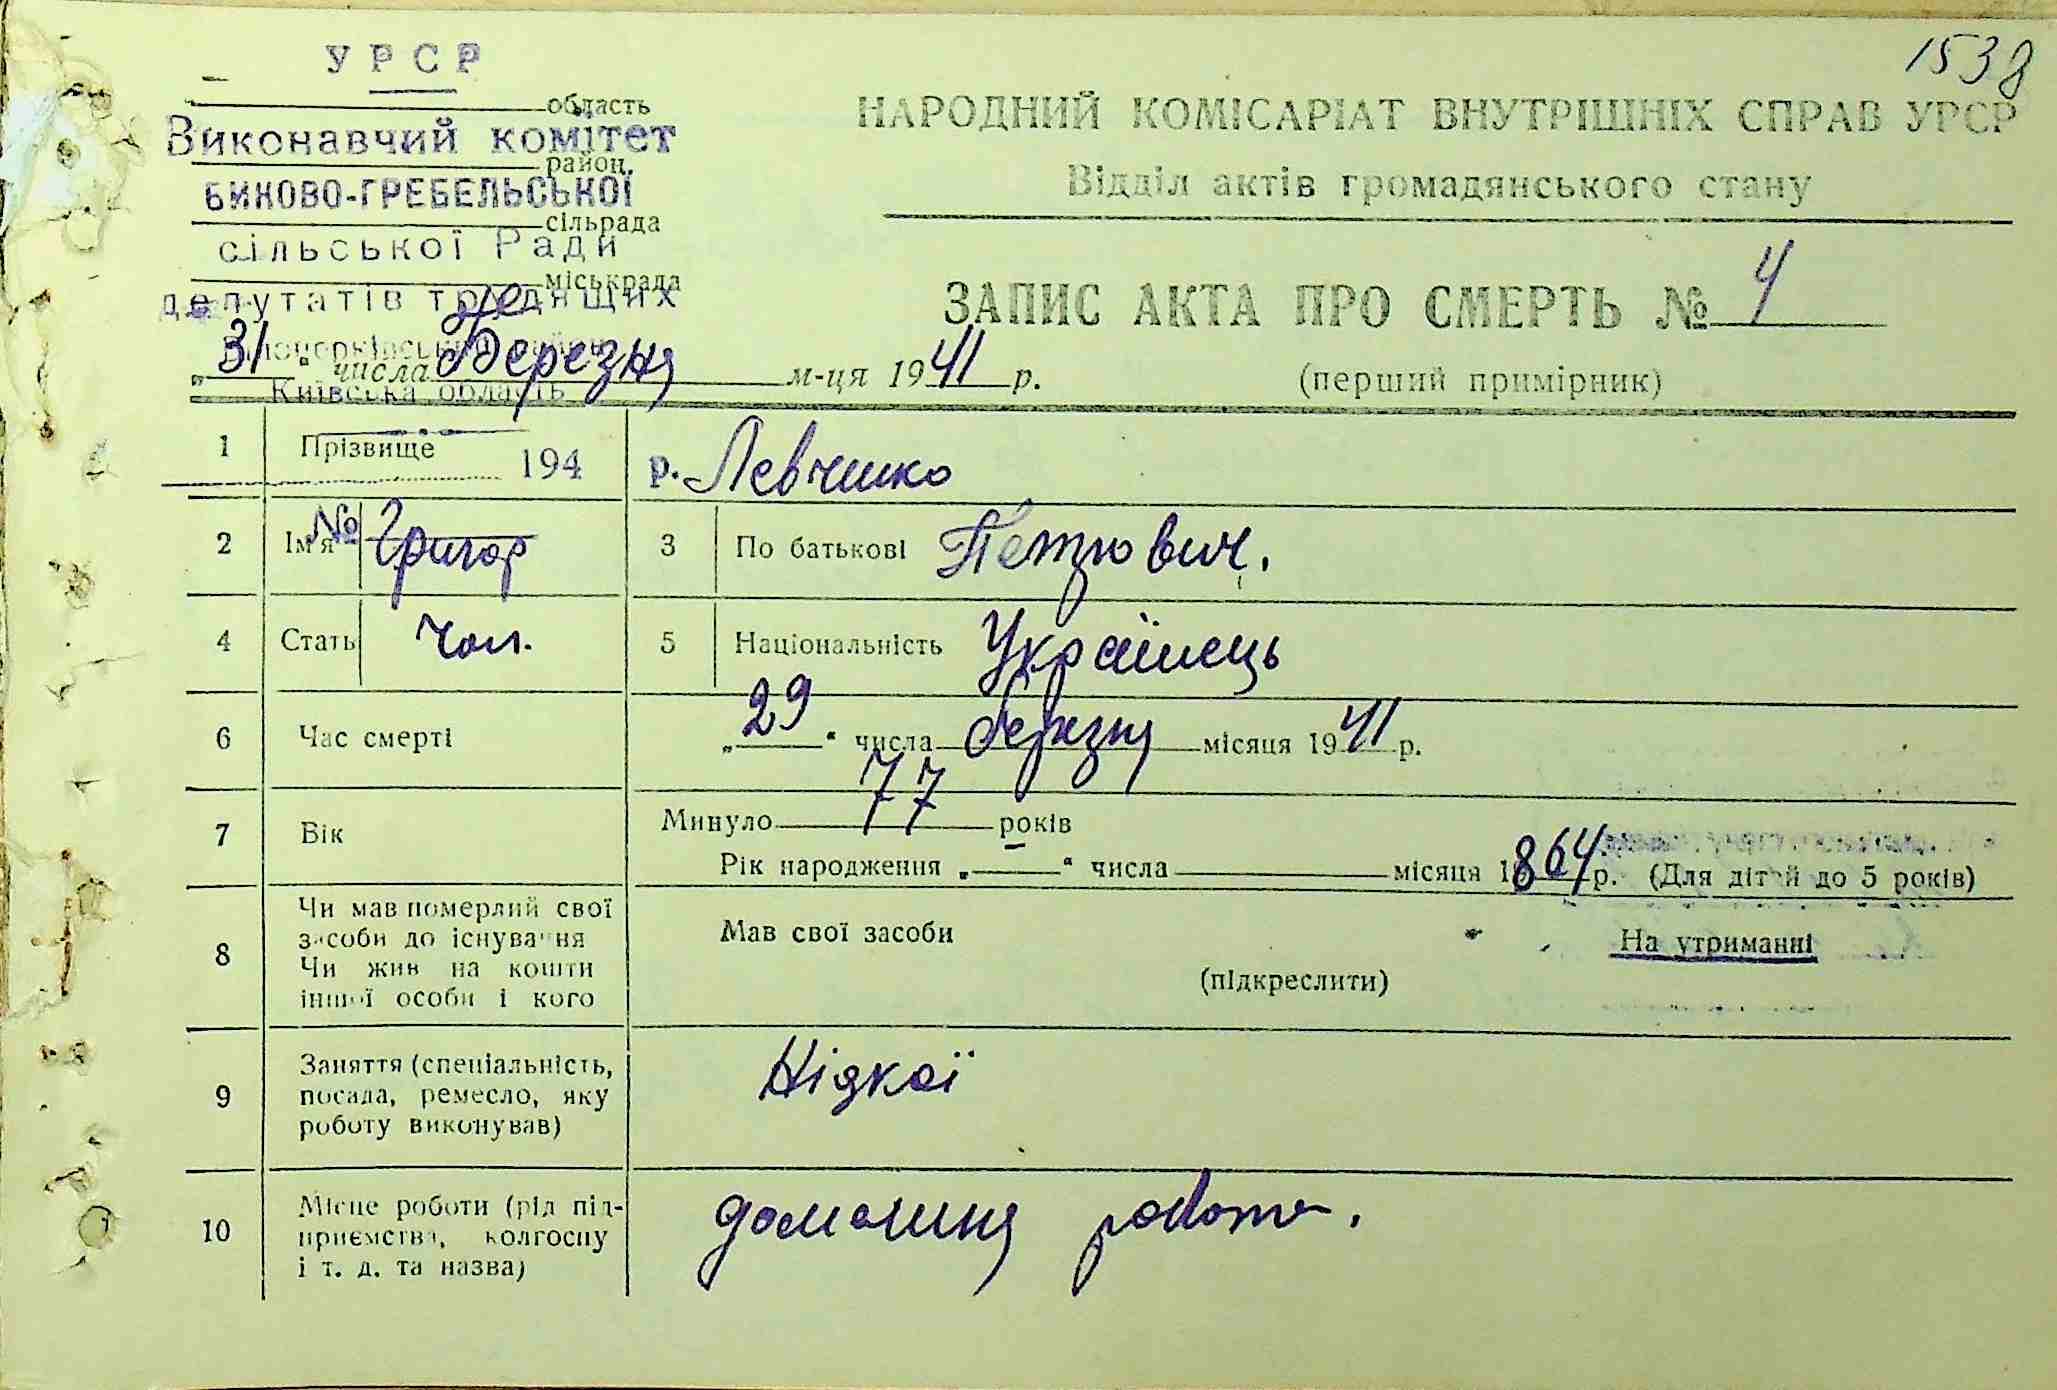 1538
УРСР
область
Виконавчий комітет
район
БИКОВО-ГРЕБЕЛЬСЬКОЇ
сільрада
сільської Ради
міськрада
депутатів трудящих
Київська область
194 р.
№
НАРОДНИЙ КОМІСАРІАТ ВНУТРІШНІХ СПРАВ УРСР
Відділ актів громадянського стану
ЗАПИС АКТА ПРО СМЕРТЬ № 4
(перший примірник)
„31“ числа березня м-ця 1941 р.
1 Прізвище Левченко
2 Ім'я Григор 3 По батькові Петрович.
4 Стать чол. 5 Національність Українець
6 Час смерті „29“ числа березня місяця 1941 р.
7 Вік Минуло 77 років
Рік народження „ “ числа місяця 1864 р. (Для дітей до 5 років)
8 Чи мав померлий свої
засоби до існування
Чи жив на кошти
іншої особи і кого
Мав свої засоби На утриманні
(підкреслити)
9 Заняття (спеціальність,
посада, ремесло, яку
роботу виконував)
Ніякої
10 Місце роботи (рід під-
приємства, колгоспу
і т. д. та назва)
домашня робота.